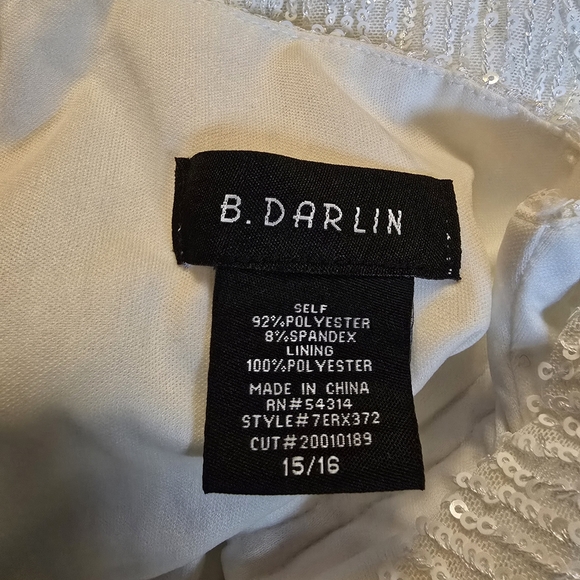 B. DARLIN
SELF
92%POLYESTER
8%SPANDEX
LINING
100%POLYESTER
MADE IN CHINA
RN#54314
STYLE#7ERX372
CUT#20010189
15/16